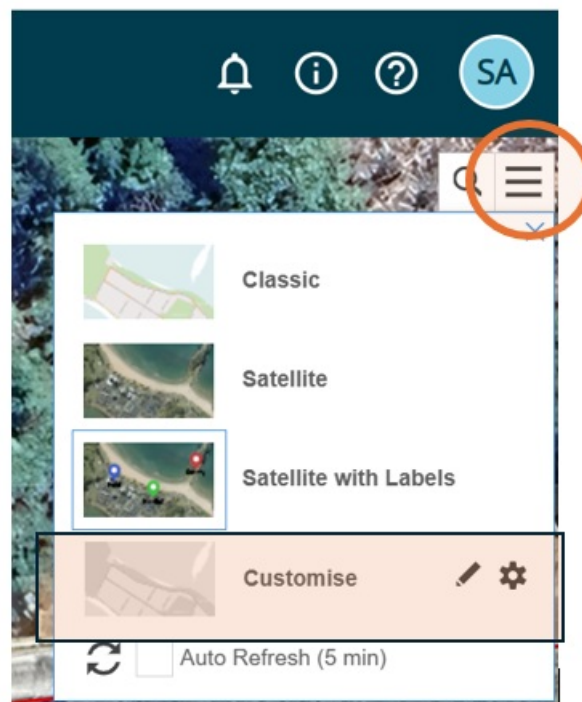 SA
Classic
Satellite
Satellite with Labels
Customise
Auto Refresh (5 min)